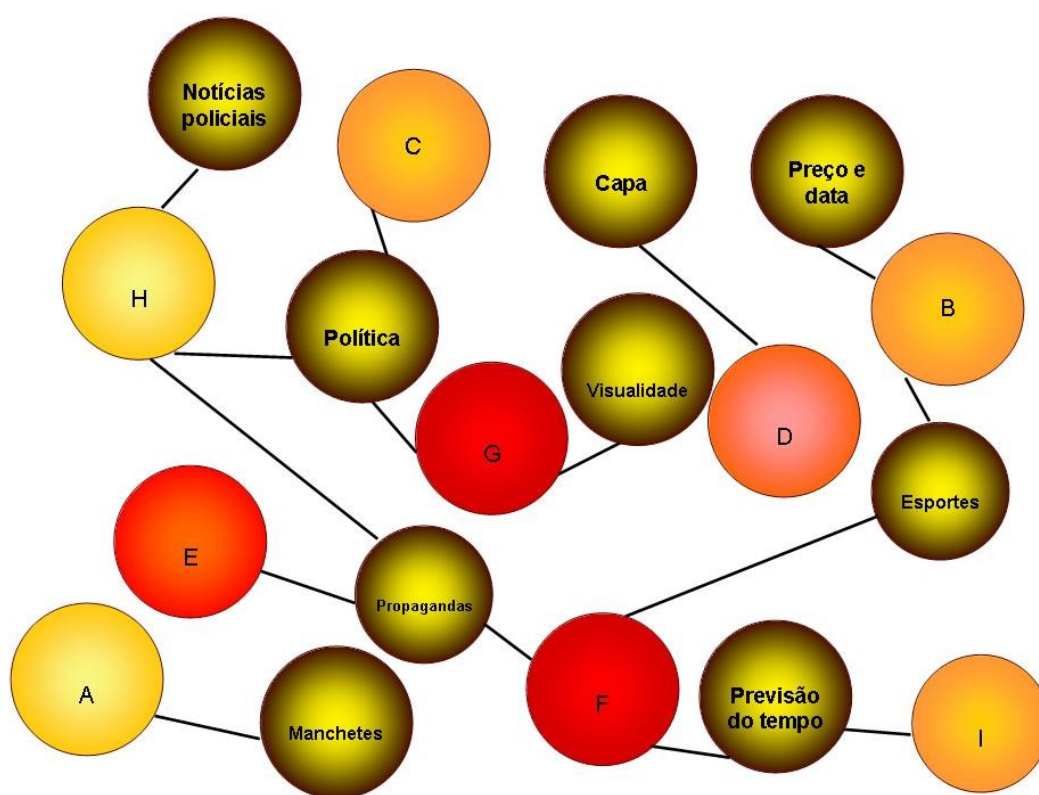 Notícias
policiais
C
Capa
Preço e
data
H
Política
Visualidade
B
G
D
Esportes
E
Propagandas
A
Manchetes
F
Previsão
do tempo
I